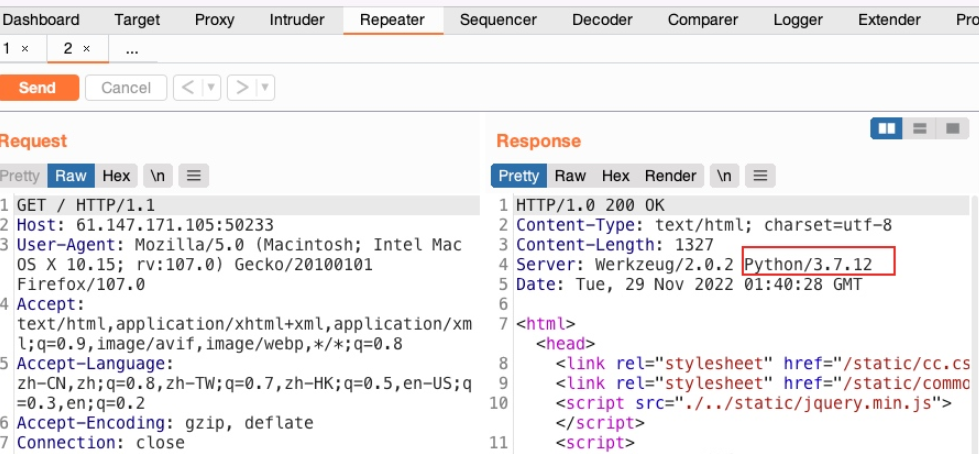 Dashboard Target Proxy Intruder Repeater Sequencer Decoder Comparer Logger Extender Pro
1 × 2 × ...
Send Cancel < ▼ > ▼
Request
Pretty Raw Hex \n ≡
1 GET / HTTP/1.1
2 Host: 61.147.171.105:50233
3 User-Agent: Mozilla/5.0 (Macintosh; Intel Mac
OS X 10.15; rv:107.0) Gecko/20100101
Firefox/107.0
4 Accept:
text/html,application/xhtml+xml,application/xm
l;q=0.9,image/avif,image/webp,*/*;q=0.8
5 Accept-Language:
zh-CN,zh;q=0.8,zh-TW;q=0.7,zh-HK;q=0.5,en-US;q
=0.3,en;q=0.2
6 Accept-Encoding: gzip, deflate
7 Connection: close
Response
Pretty Raw Hex Render \n ≡
1 HTTP/1.0 200 OK
2 Content-Type: text/html; charset=utf-8
3 Content-Length: 1327
4 Server: Werkzeug/2.0.2 Python/3.7.12
5 Date: Tue, 29 Nov 2022 01:40:28 GMT
6
7 <html>
<head>
8 <link rel="stylesheet" href="/static/cc.cs
9 <link rel="stylesheet" href="/static/commo
10 <script src="./../static/jquery.min.js">
</script>
11 <script>